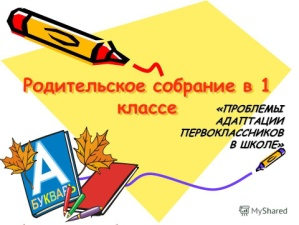 Родительское собрание в 1
классе
«ПРОБЛЕМЫ
АДАПТАЦИИ
ПЕРВОКЛАССНИКОВ
В ШКОЛЕ»
А
БУКВАРЬ
MyShared